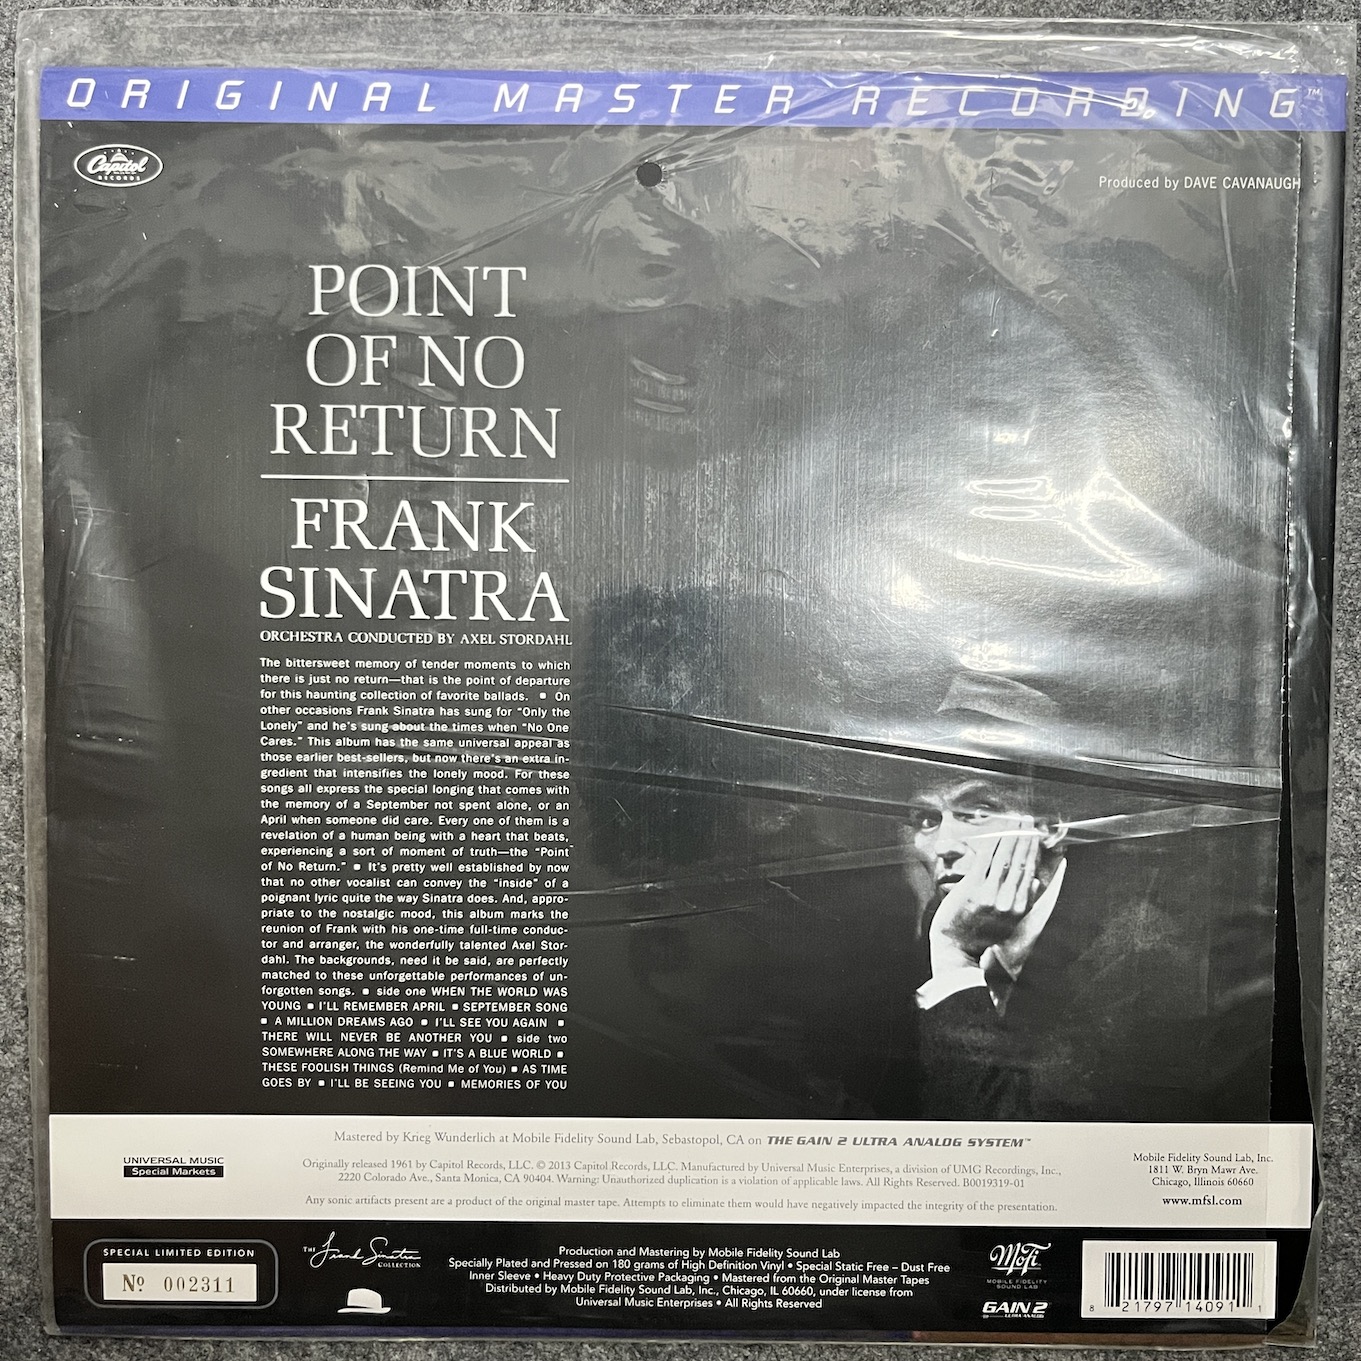 ORIGINAL MASTER RECORDING™
Capitol
RECORDS
Produced by DAVE CAVANAUGH
POINT
OF NO
RETURN
FRANK
SINATRA
ORCHESTRA CONDUCTED BY AXEL STORDAHL
The bittersweet memory of tender moments to which
there is just no return—that is the point of departure
for this haunting collection of favorite ballads. ▪ On
other occasions Frank Sinatra has sung for “Only the
Lonely” and he's sung about the times when “No One
Cares.” This album has the same universal appeal as
those earlier best-sellers, but now there's an extra in-
gredient that intensifies the lonely mood. For these
songs all express the special longing that comes with
the memory of a September not spent alone, or an
April when someone did care. Every one of them is a
revelation of a human being with a heart that beats,
experiencing a sort of moment of truth—the “Point
of No Return.” ▪ It's pretty well established by now
that no other vocalist can convey the “inside” of a
poignant lyric quite the way Sinatra does. And, appro-
priate to the nostalgic mood, this album marks the
reunion of Frank with his one-time full-time conduc-
tor and arranger, the wonderfully talented Axel Stor-
dahl. The backgrounds, need it be said, are perfectly
matched to these unforgettable performances of un-
forgotten songs. ▪ side one WHEN THE WORLD WAS
YOUNG ▪ I'LL REMEMBER APRIL ▪ SEPTEMBER SONG
▪ A MILLION DREAMS AGO ▪ I'LL SEE YOU AGAIN ▪
THERE WILL NEVER BE ANOTHER YOU ▪ side two
SOMEWHERE ALONG THE WAY ▪ IT'S A BLUE WORLD ▪
THESE FOOLISH THINGS (Remind Me of You) ▪ AS TIME
GOES BY ▪ I'LL BE SEEING YOU ▪ MEMORIES OF YOU
UNIVERSAL MUSIC
Special Markets
Mastered by Krieg Wunderlich at Mobile Fidelity Sound Lab, Sebastopol, CA on THE GAIN 2 ULTRA ANALOG SYSTEM™
Originally released 1961 by Capitol Records, LLC. © 2013 Capitol Records, LLC. Manufactured by Universal Music Enterprises, a division of UMG Recordings, Inc.,
2220 Colorado Ave., Santa Monica, CA 90404. Warning: Unauthorized duplication is a violation of applicable laws. All Rights Reserved. B0019319-01
Any sonic artifacts present are a product of the original master tape. Attempts to eliminate them would have negatively impacted the integrity of the presentation.
Mobile Fidelity Sound Lab, Inc.
1811 W. Bryn Mawr Ave.
Chicago, Illinois 60660
www.mfsl.com
SPECIAL LIMITED EDITION
Nº 002311
THE Frank Sinatra
COLLECTION
Production and Mastering by Mobile Fidelity Sound Lab
Specially Plated and Pressed on 180 grams of High Definition Vinyl • Special Static Free – Dust Free
Inner Sleeve • Heavy Duty Protective Packaging • Mastered from the Original Master Tapes
Distributed by Mobile Fidelity Sound Lab, Inc., Chicago, IL 60660, under license from
Universal Music Enterprises • All Rights Reserved
MoFi
MOBILE FIDELITY
SOUND LAB
GAIN 2
ULTRA ANALOG
8 21797 14091 1